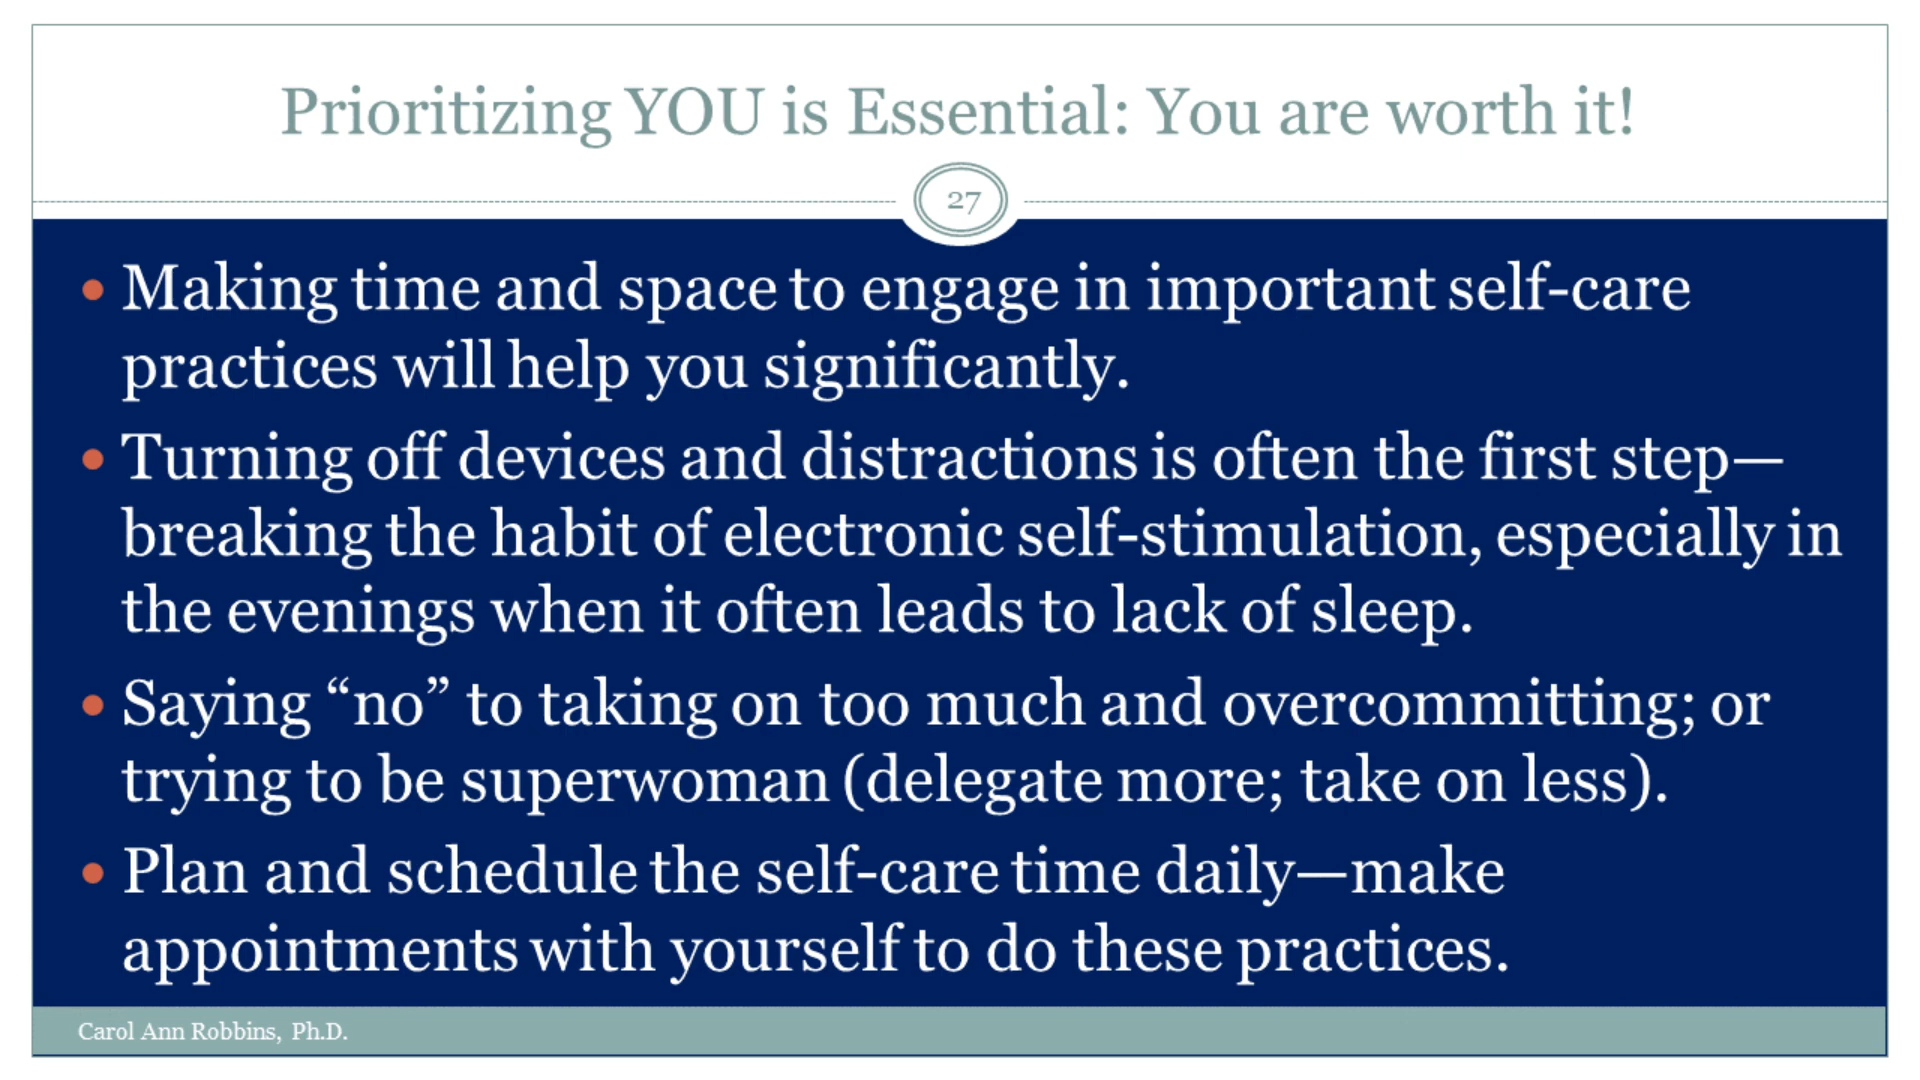 Prioritizing YOU is Essential: You are worth it!
27
• Making time and space to engage in important self-care
practices will help you significantly.
• Turning off devices and distractions is often the first step—
breaking the habit of electronic self-stimulation, especially in
the evenings when it often leads to lack of sleep.
• Saying “no” to taking on too much and overcommitting; or
trying to be superwoman (delegate more; take on less).
• Plan and schedule the self-care time daily—make
appointments with yourself to do these practices.
Carol Ann Robbins, Ph.D.